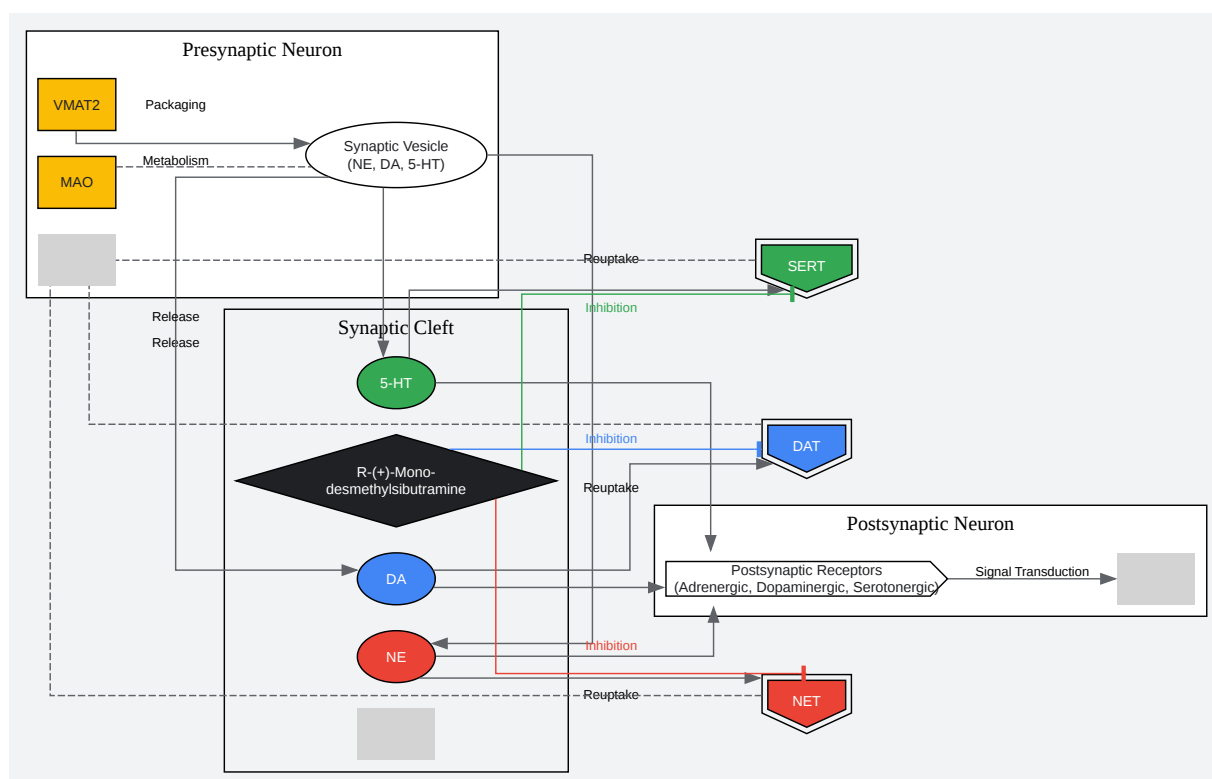 Presynaptic Neuron
VMAT2
Packaging
Synaptic Vesicle
(NE, DA, 5-HT)
Metabolism
MAO
Reuptake
SERT
Inhibition
Release
Synaptic Cleft
Release
5-HT
Inhibition
DAT
R-(+)-Mono-
desmethylsibutramine
Reuptake
Postsynaptic Neuron
DA
Postsynaptic Receptors
(Adrenergic, Dopaminergic, Serotonergic)
Signal Transduction
NE
Inhibition
Reuptake
NET